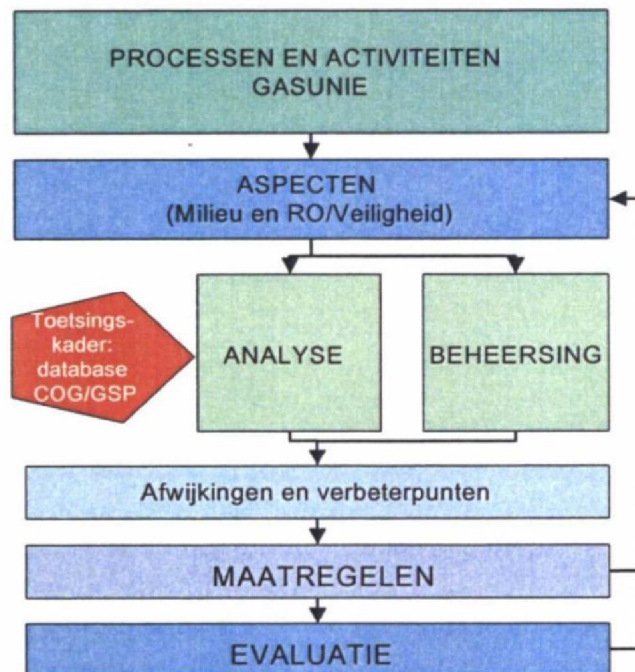 PROCESSEN EN ACTIVITEITEN
GASUNIE
ASPECTEN
(Milieu en RO/Veiligheid)
Toetsings-
kader:
database
COG/GSP
ANALYSE
BEHEERSING
Afwijkingen en verbeterpunten
MAATREGELEN
EVALUATIE